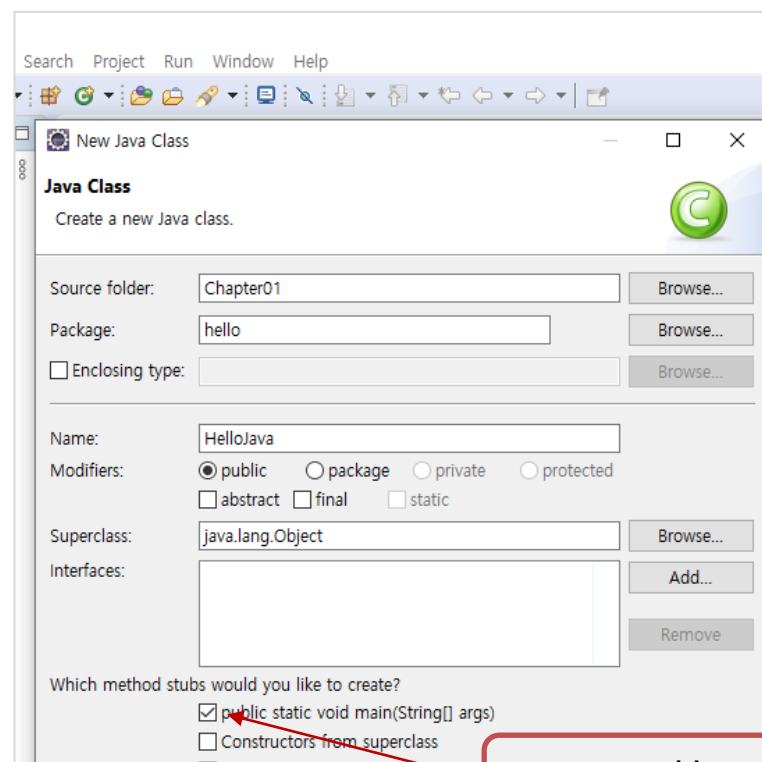 Search Project Run Window Help
New Java Class
Java Class
Create a new Java class.
Source folder: Chapter01 Browse...
Package: hello Browse...
Enclosing type: Browse...
Name: HelloJava
Modifiers: public package private protected
abstract final static
Superclass: java.lang.Object Browse...
Interfaces: Add...
Remove
Which method stubs would you like to create?
public static void main(String[] args)
Constructors from superclass